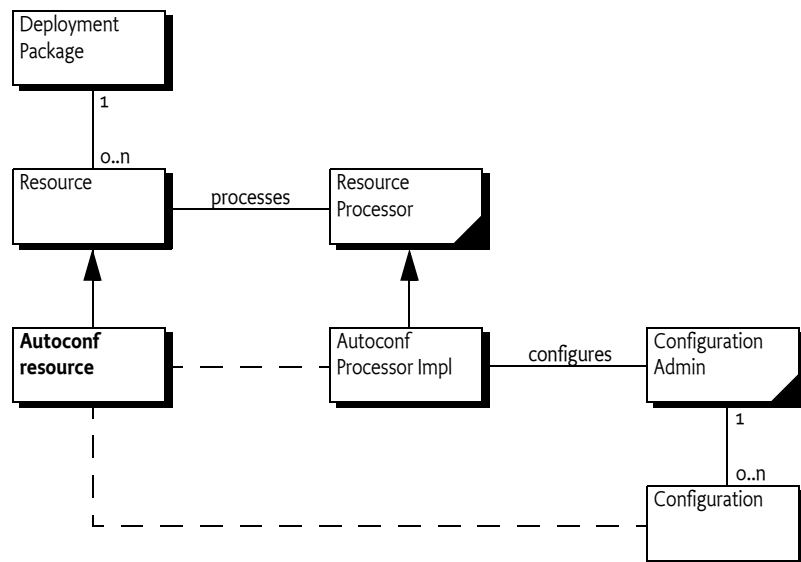 Deployment
Package
1
0..n
Resource
processes
Resource
Processor
Autoconf
resource
Autoconf
Processor Impl
configures
Configuration
Admin
1
0..n
Configuration